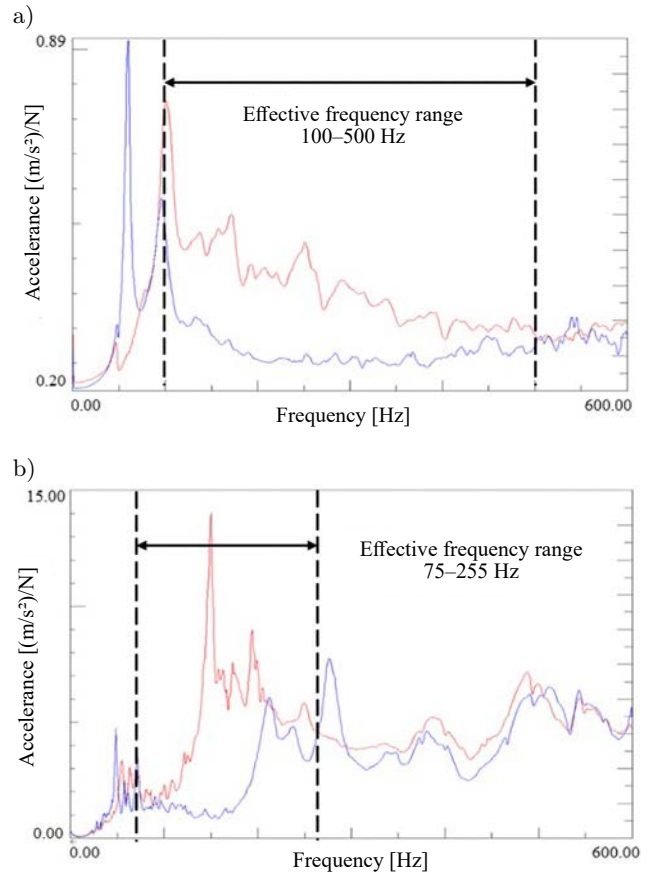 a)
0.89
Effective frequency range
100–500 Hz
Accelerance [(m/s²)/N]
0.20
0.00
600.00
Frequency [Hz]
b)
15.00
Effective frequency range
75–255 Hz
Accelerance [(m/s²)/N]
0.00
0.00
600.00
Frequency [Hz]